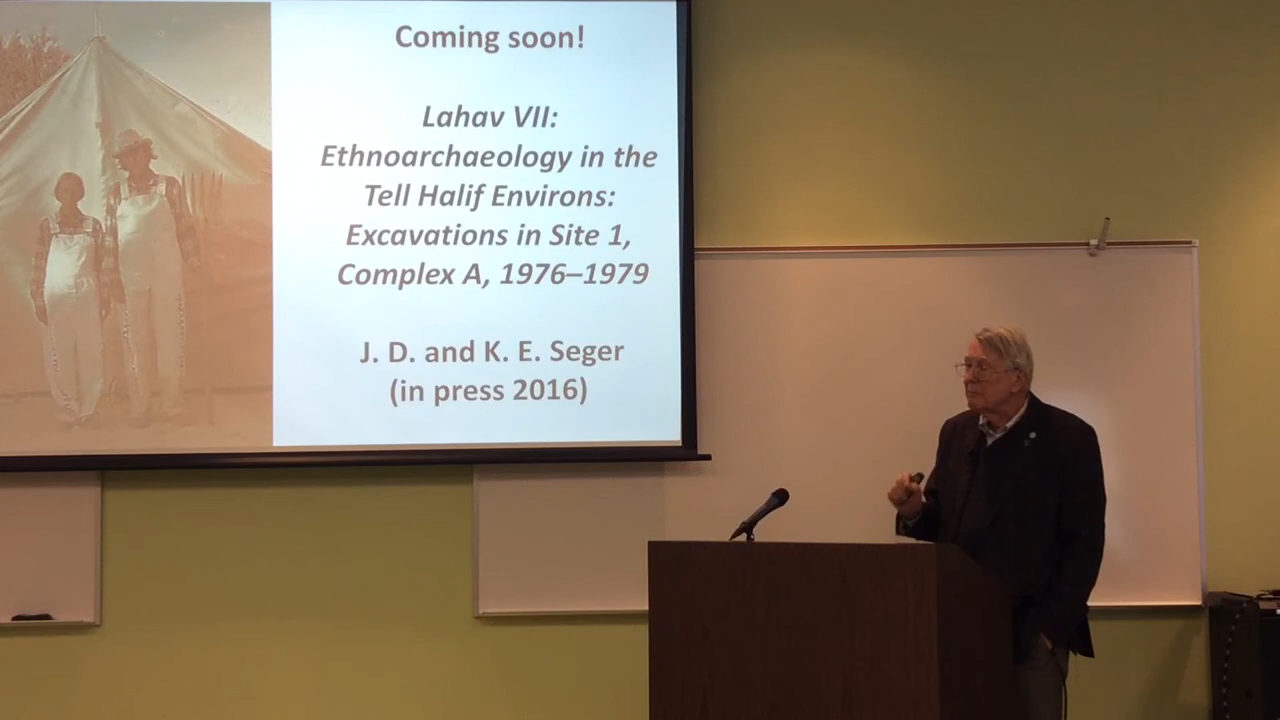 Coming soon!
Lahav VII:
Ethnoarchaeology in the
Tell Halif Environs:
Excavations in Site 1,
Complex A, 1976–1979
J. D. and K. E. Seger
(in press 2016)